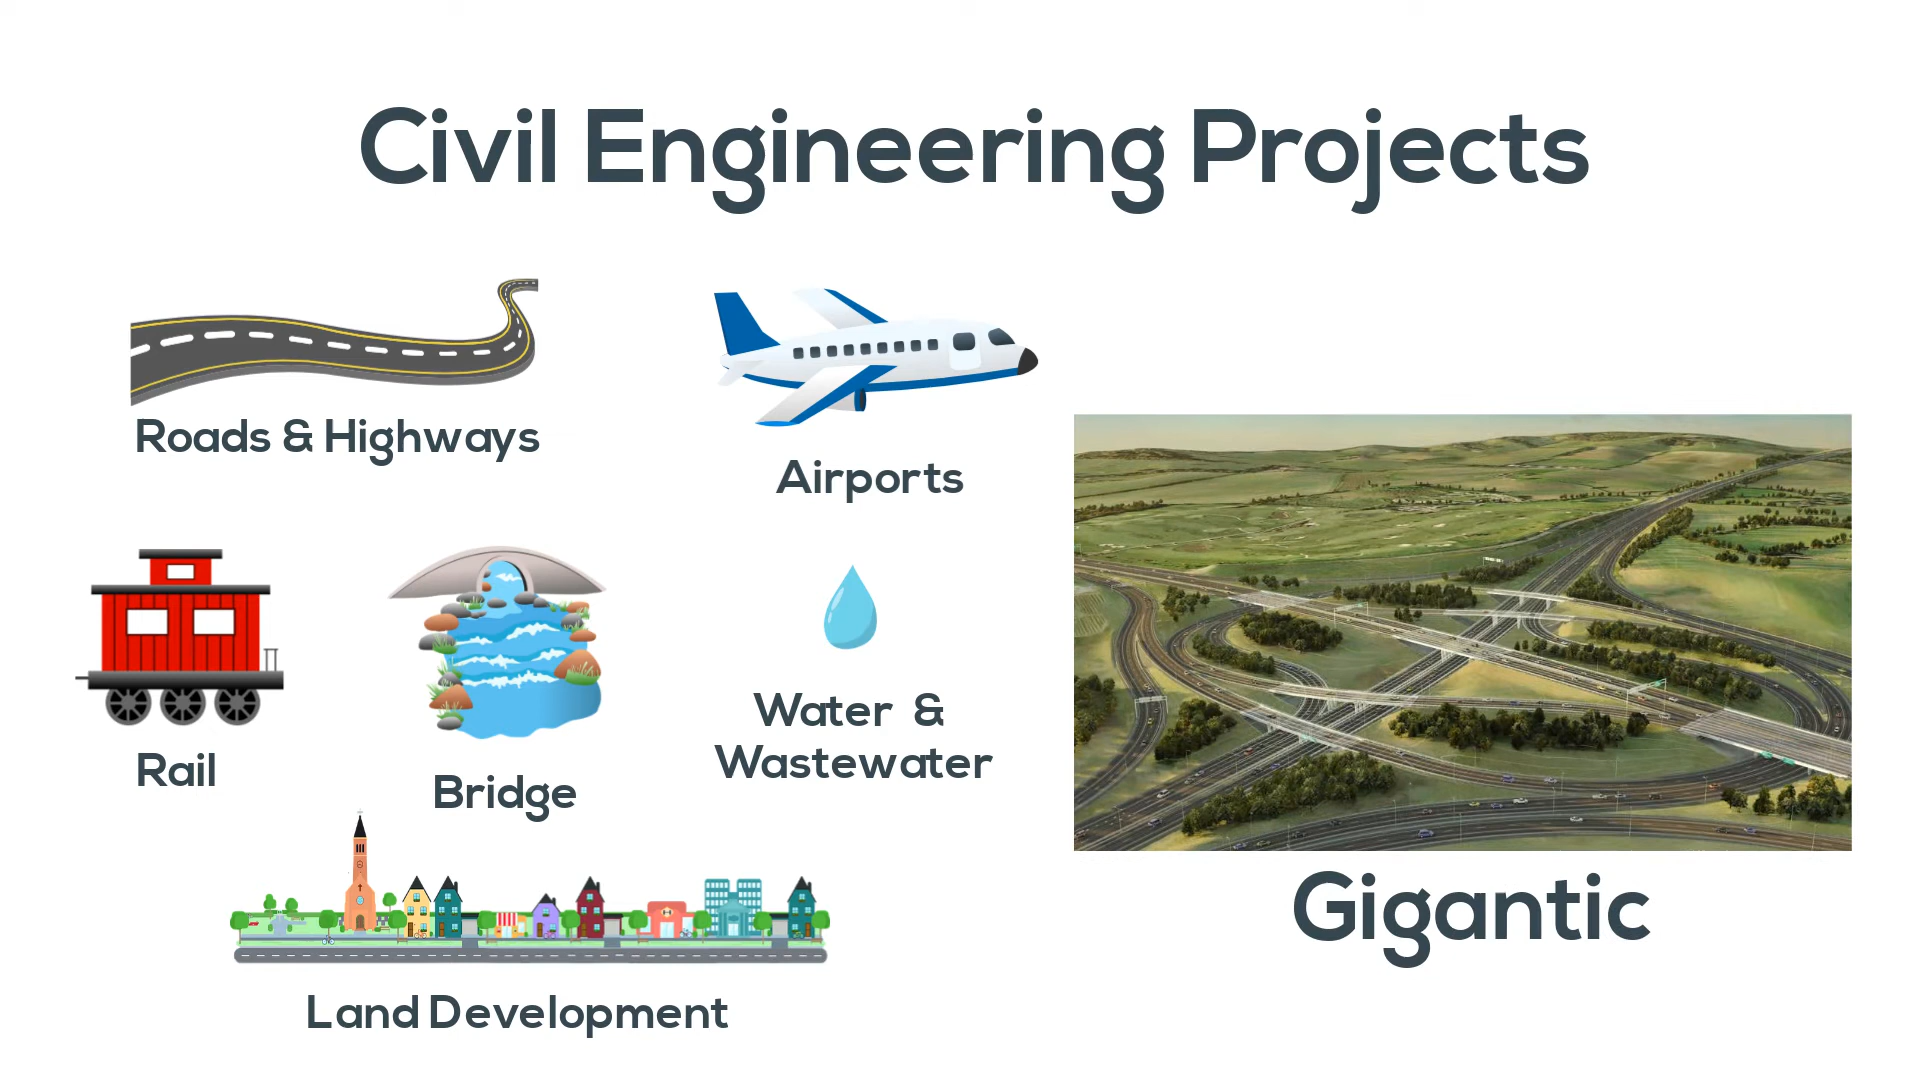 Civil Engineering Projects
Roads & Highways
Airports
Rail
Bridge
Water &
Wastewater
Land Development
Gigantic